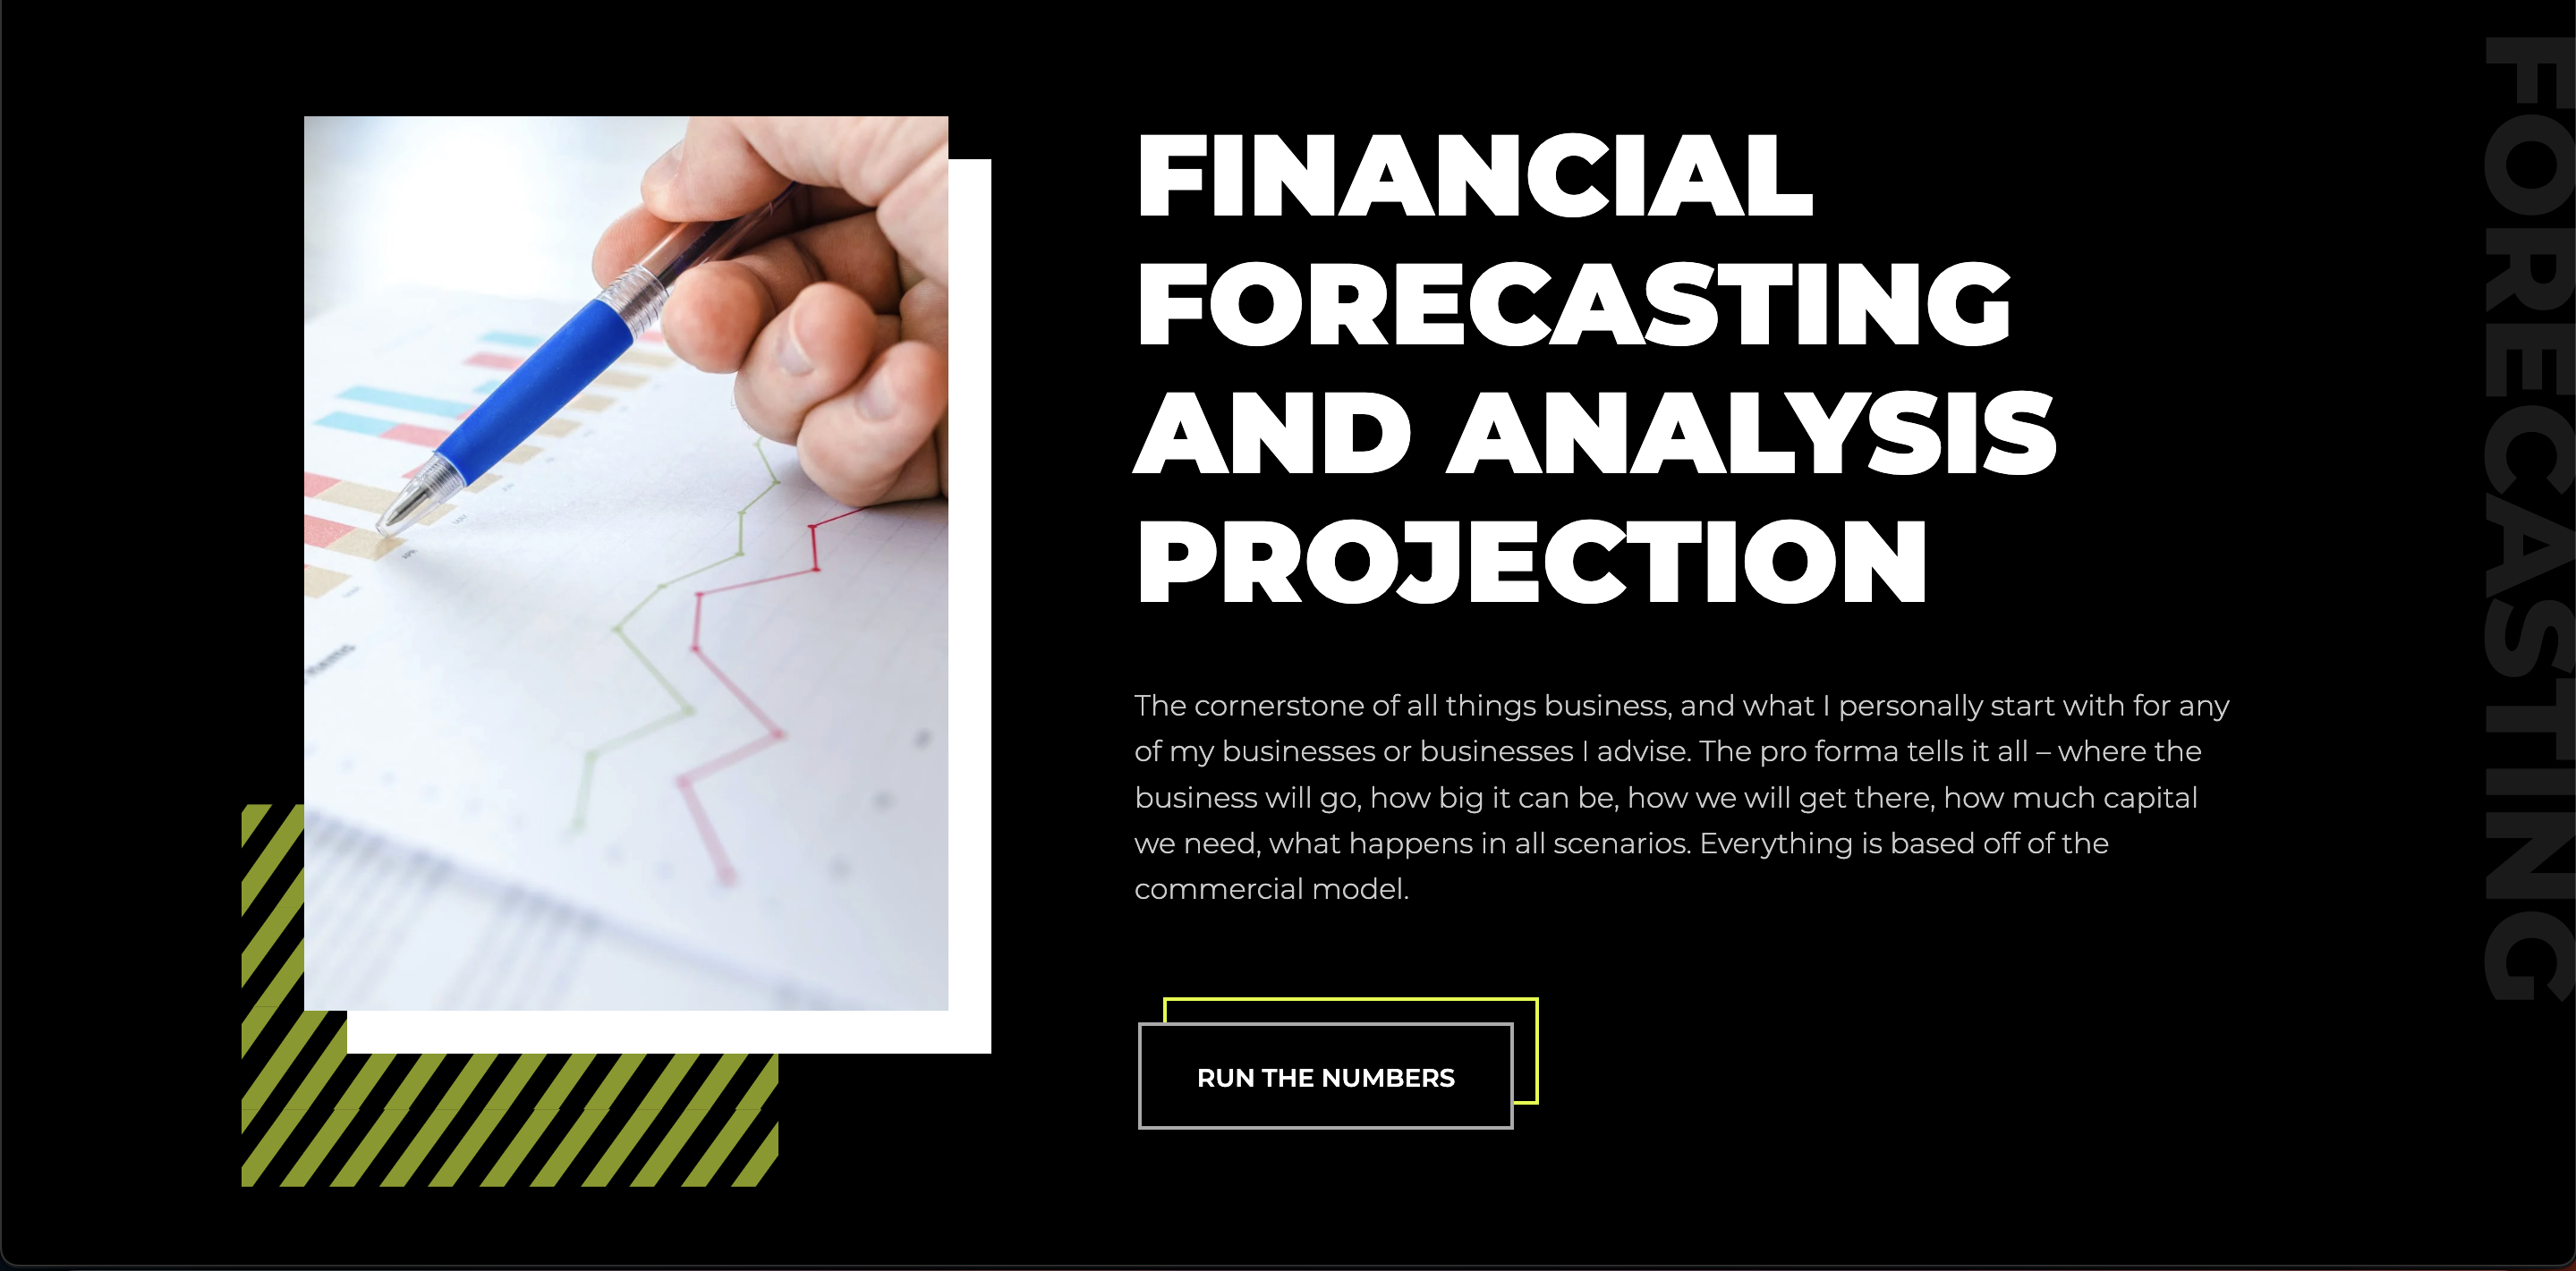 FINANCIAL
FORECASTING
AND ANALYSIS
PROJECTION
The cornerstone of all things business, and what I personally start with for any
of my businesses or businesses I advise. The pro forma tells it all – where the
business will go, how big it can be, how we will get there, how much capital
we need, what happens in all scenarios. Everything is based off of the
commercial model.
RUN THE NUMBERS
FORECASTING